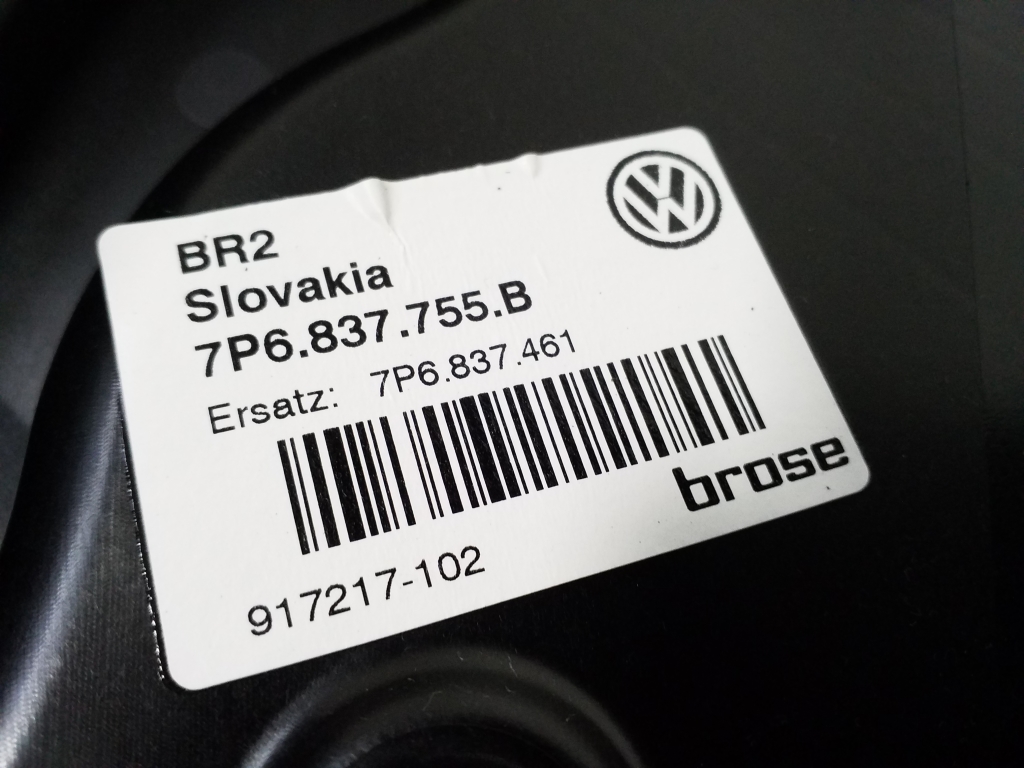 BR2
Slovakia
7P6.837.755.B
Ersatz: 7P6.837.461
brose
917217-102